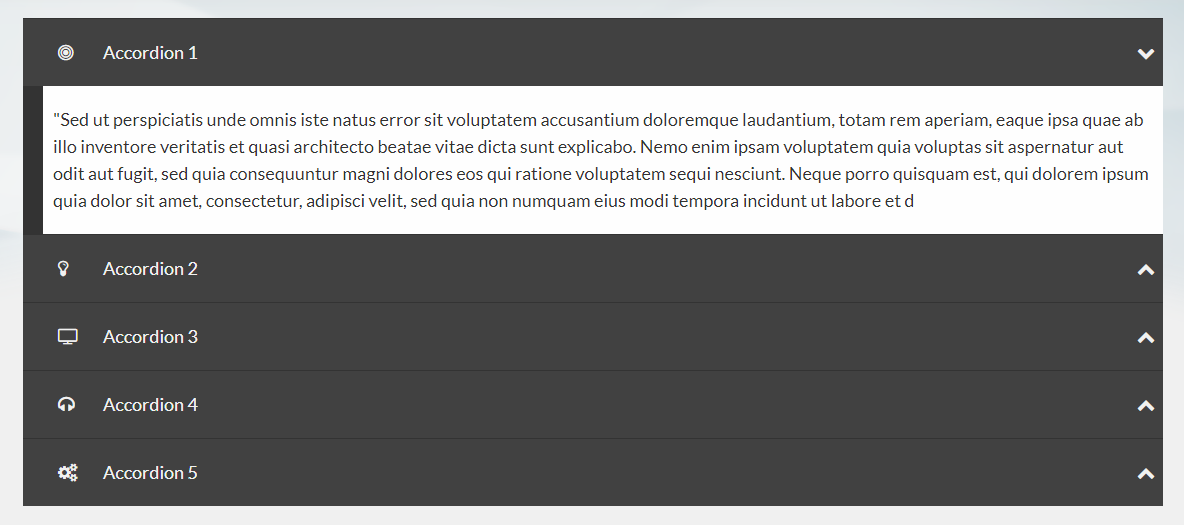 Accordion 1
"Sed ut perspiciatis unde omnis iste natus error sit voluptatem accusantium doloremque laudantium, totam rem aperiam, eaque ipsa quae ab
illo inventore veritatis et quasi architecto beatae vitae dicta sunt explicabo. Nemo enim ipsam voluptatem quia voluptas sit aspernatur aut
odit aut fugit, sed quia consequuntur magni dolores eos qui ratione voluptatem sequi nesciunt. Neque porro quisquam est, qui dolorem ipsum
quia dolor sit amet, consectetur, adipisci velit, sed quia non numquam eius modi tempora incidunt ut labore et d
Accordion 2
Accordion 3
Accordion 4
Accordion 5